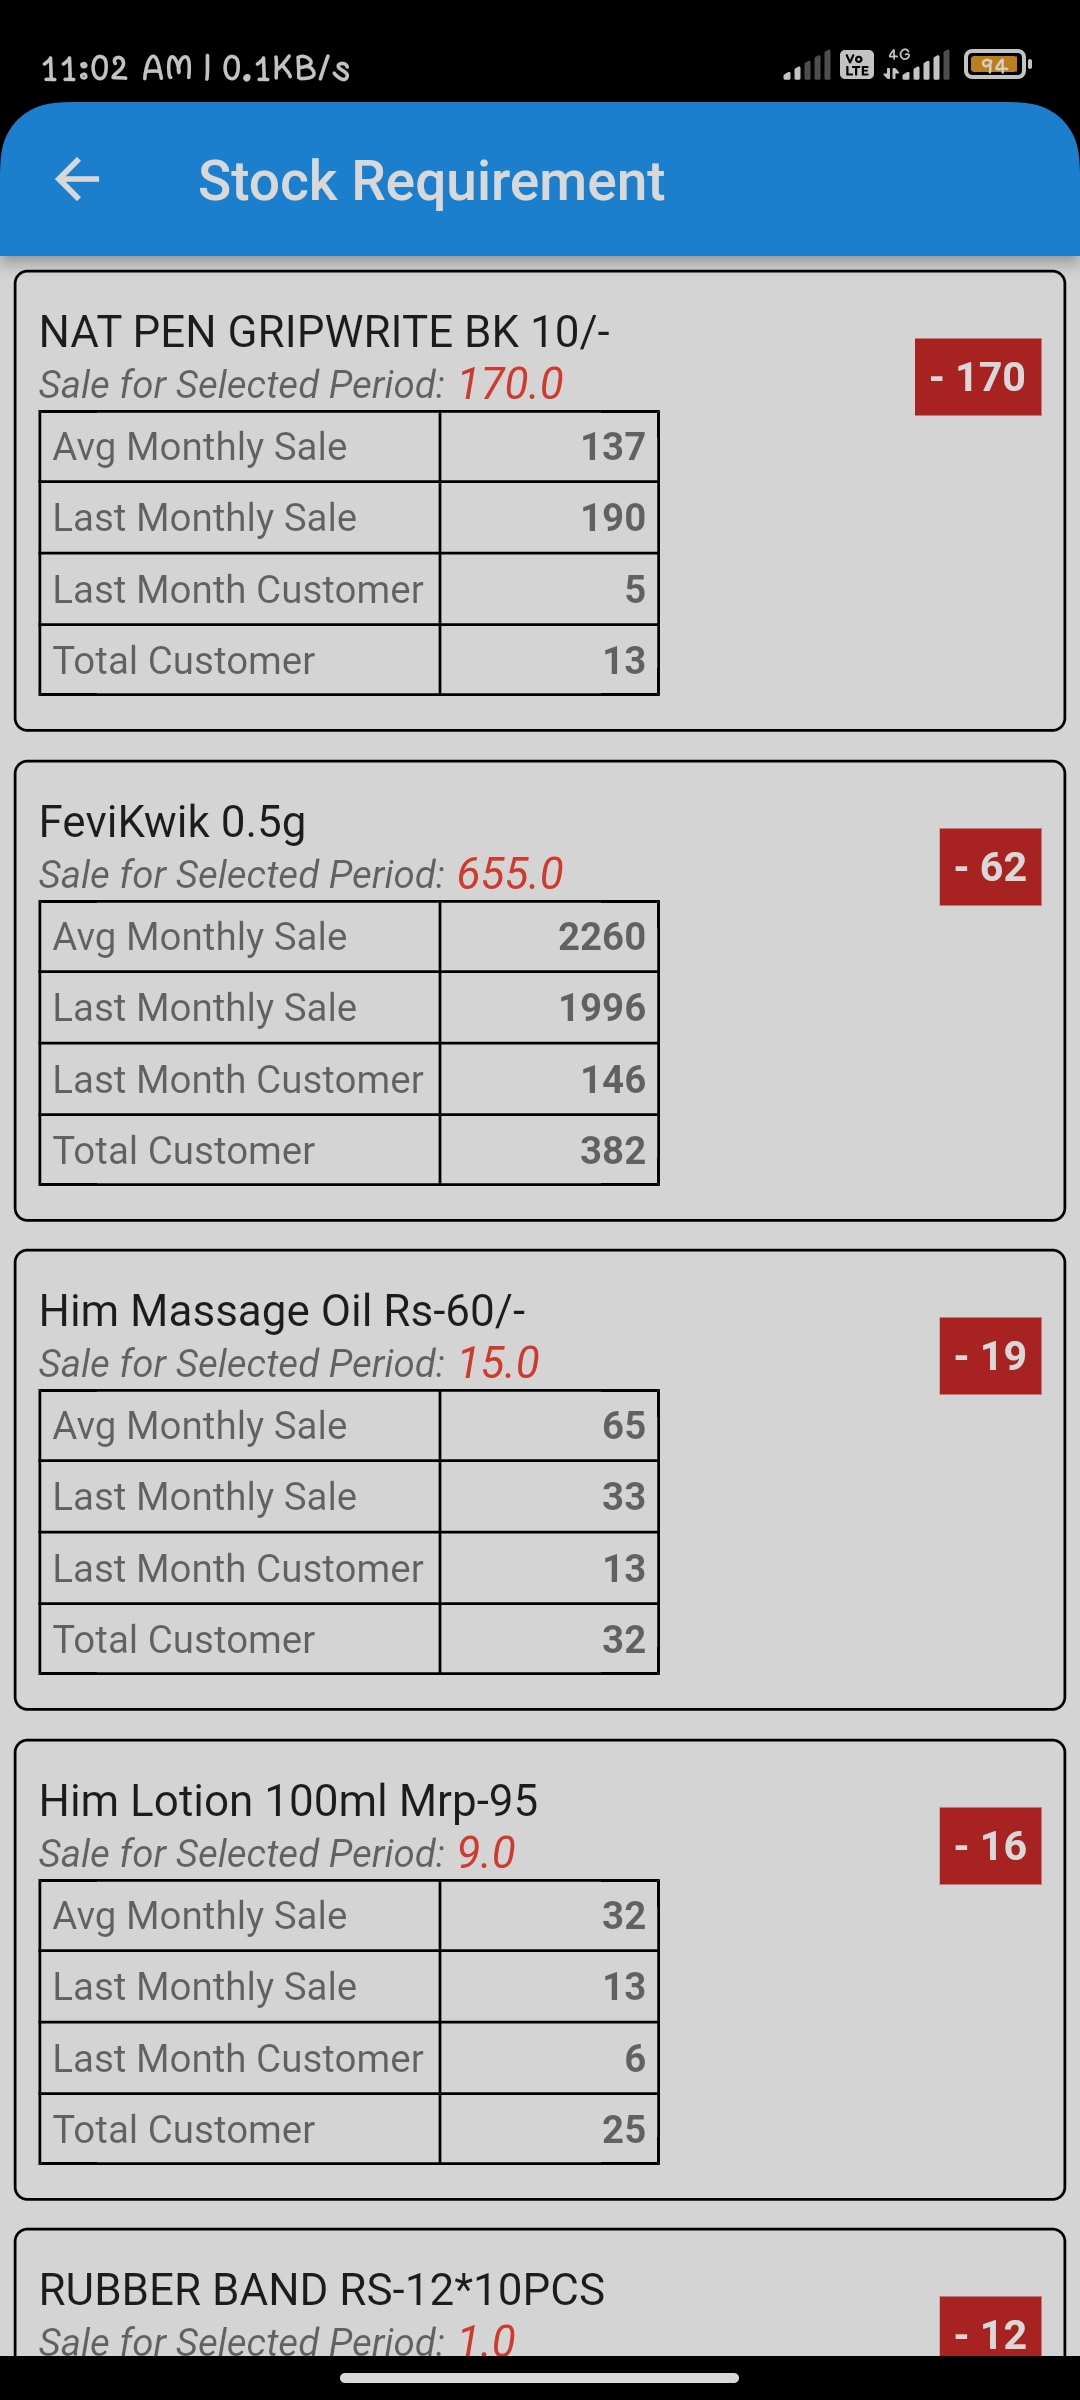 11:02 AM | 0.1KB/s Vo LTE 4G 94
Stock Requirement
NAT PEN GRIPWRITE BK 10/-
- 170
Sale for Selected Period: 170.0
Avg Monthly Sale 137
Last Monthly Sale 190
Last Month Customer 5
Total Customer 13
FeviKwik 0.5g
- 62
Sale for Selected Period: 655.0
Avg Monthly Sale 2260
Last Monthly Sale 1996
Last Month Customer 146
Total Customer 382
Him Massage Oil Rs-60/-
- 19
Sale for Selected Period: 15.0
Avg Monthly Sale 65
Last Monthly Sale 33
Last Month Customer 13
Total Customer 32
Him Lotion 100ml Mrp-95
- 16
Sale for Selected Period: 9.0
Avg Monthly Sale 32
Last Monthly Sale 13
Last Month Customer 6
Total Customer 25
RUBBER BAND RS-12*10PCS
- 12
Sale for Selected Period: 1.0